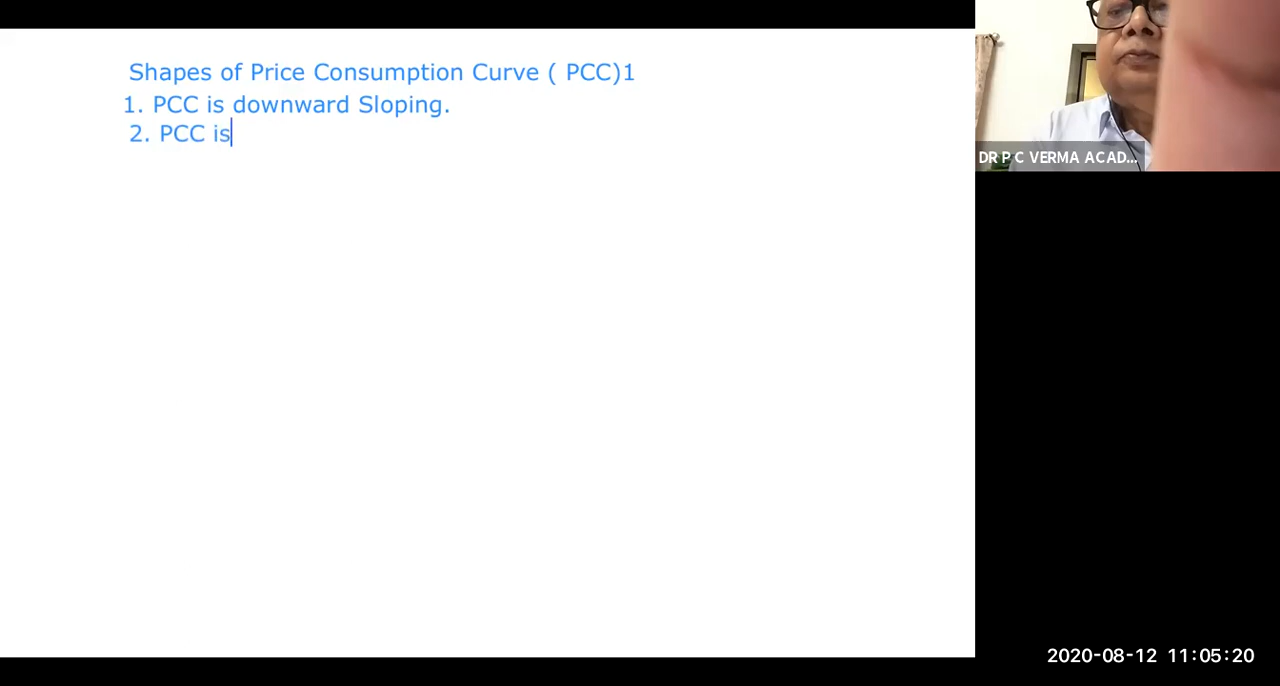 Shapes of Price Consumption Curve ( PCC)1
1. PCC is downward Sloping.
2. PCC is
DR P C VERMA ACAD...
2020-08-12 11:05:20